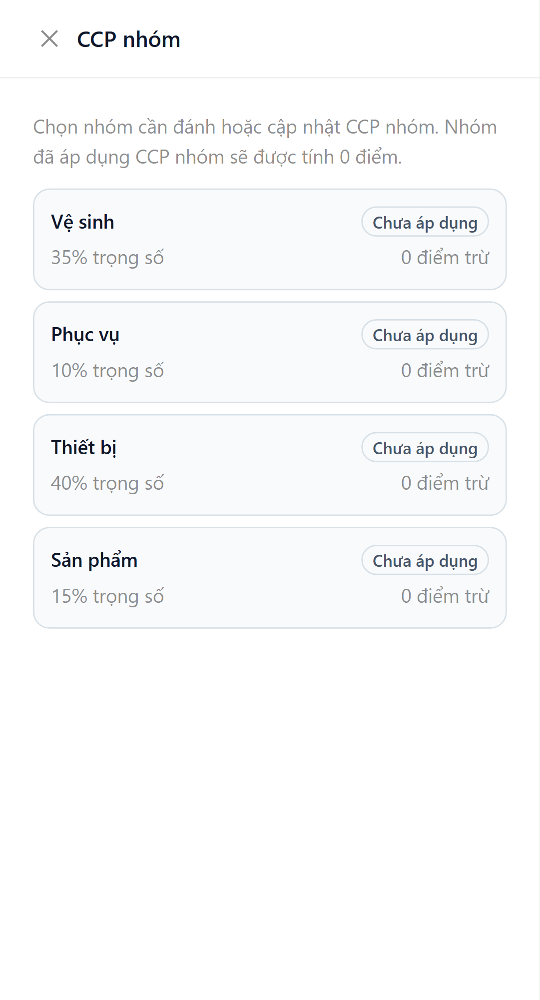 CCP nhóm
Chọn nhóm cần đánh hoặc cập nhật CCP nhóm. Nhóm
đã áp dụng CCP nhóm sẽ được tính 0 điểm.
Vệ sinh
Chưa áp dụng
35% trọng số
0 điểm trừ
Phục vụ
Chưa áp dụng
10% trọng số
0 điểm trừ
Thiết bị
Chưa áp dụng
40% trọng số
0 điểm trừ
Sản phẩm
Chưa áp dụng
15% trọng số
0 điểm trừ